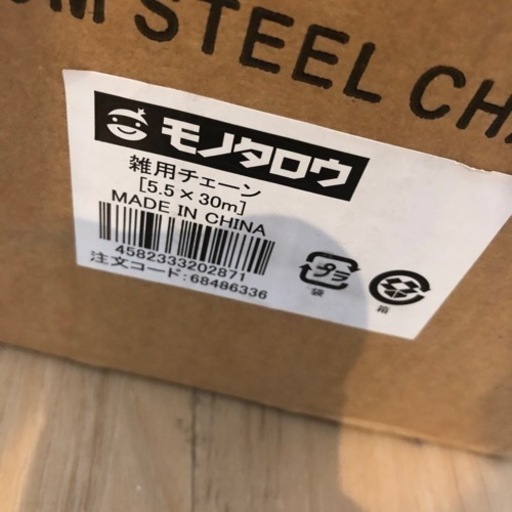 STEEL
モノタロウ
雑用チェーン
[5.5×30m]
MADE IN CHINA
4582333202871
注文コード:68486336
プラ
袋
箱